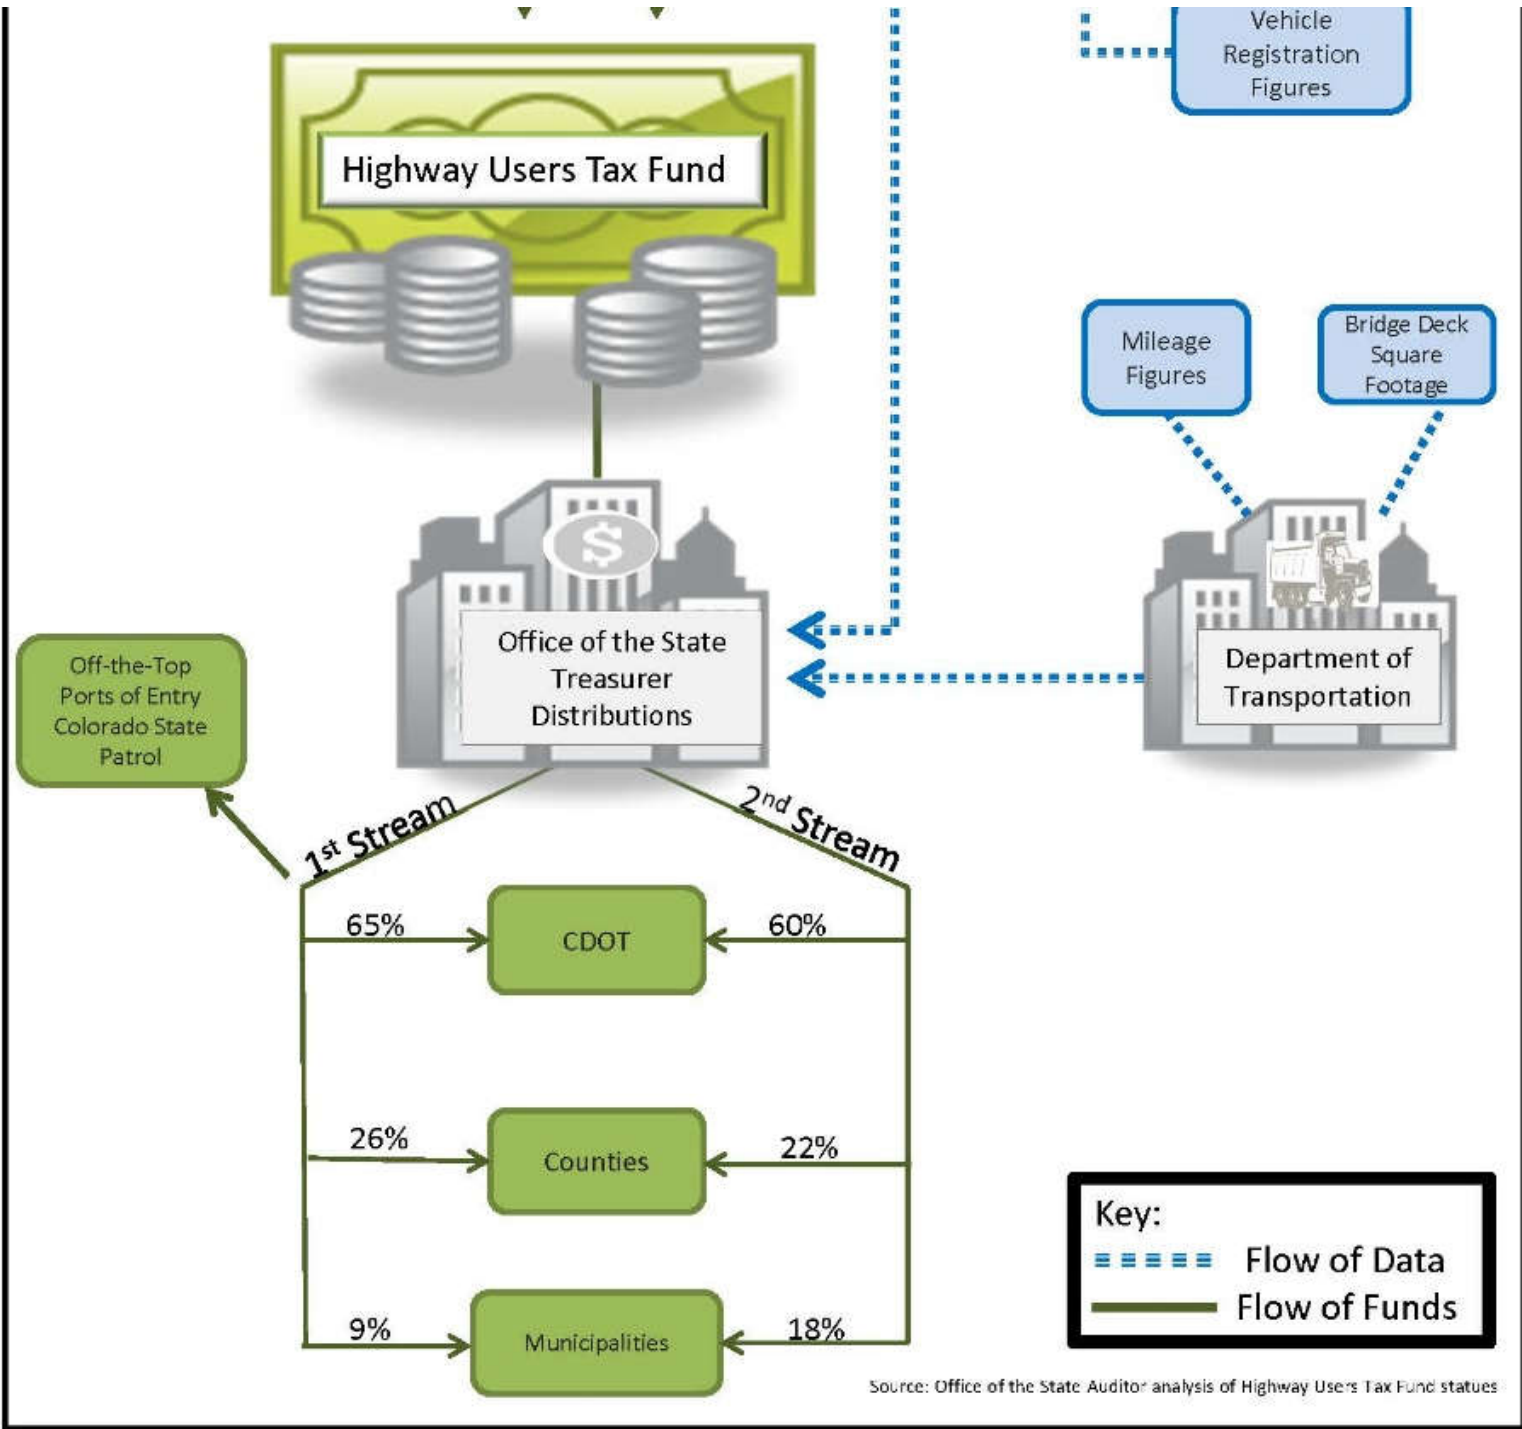 Vehicle
Registration
Figures
Highway Users Tax Fund
Mileage
Figures
Bridge Deck
Square
Footage
$
Office of the State
Treasurer
Distributions
Department of
Transportation
Off-the-Top
Ports of Entry
Colorado State
Patrol
1st Stream
2nd Stream
65%
CDOT
60%
26%
Counties
22%
9%
Municipalities
18%
Key:
Flow of Data
Flow of Funds
Source: Office of the State Auditor analysis of Highway Users Tax Fund statues